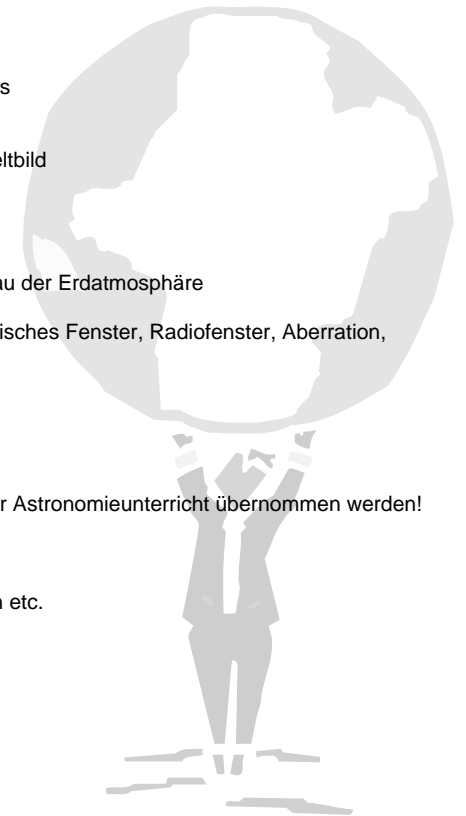 s
eltbild
au der Erdatmosphäre
isches Fenster, Radiofenster, Aberration,
r Astronomieunterricht übernommen werden!
n etc.